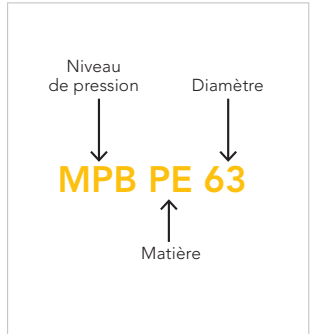 Niveau
de pression
Diamètre
MPB PE 63
Matière